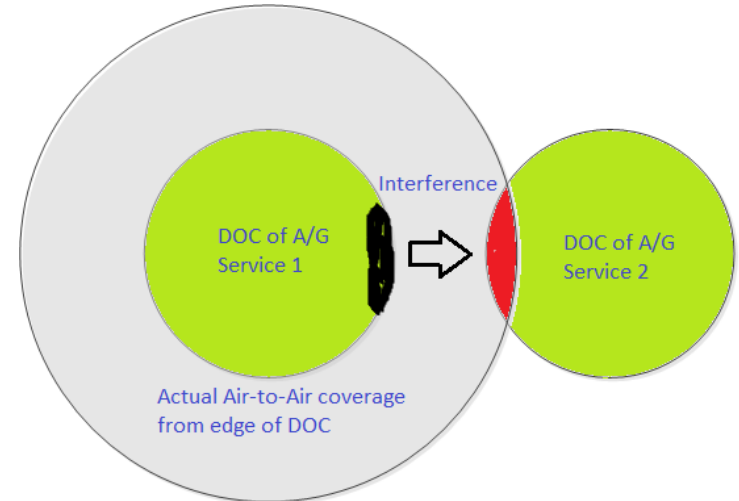 Interference
DOC of A/G
Service 1
DOC of A/G
Service 2
Actual Air-to-Air coverage
from edge of DOC